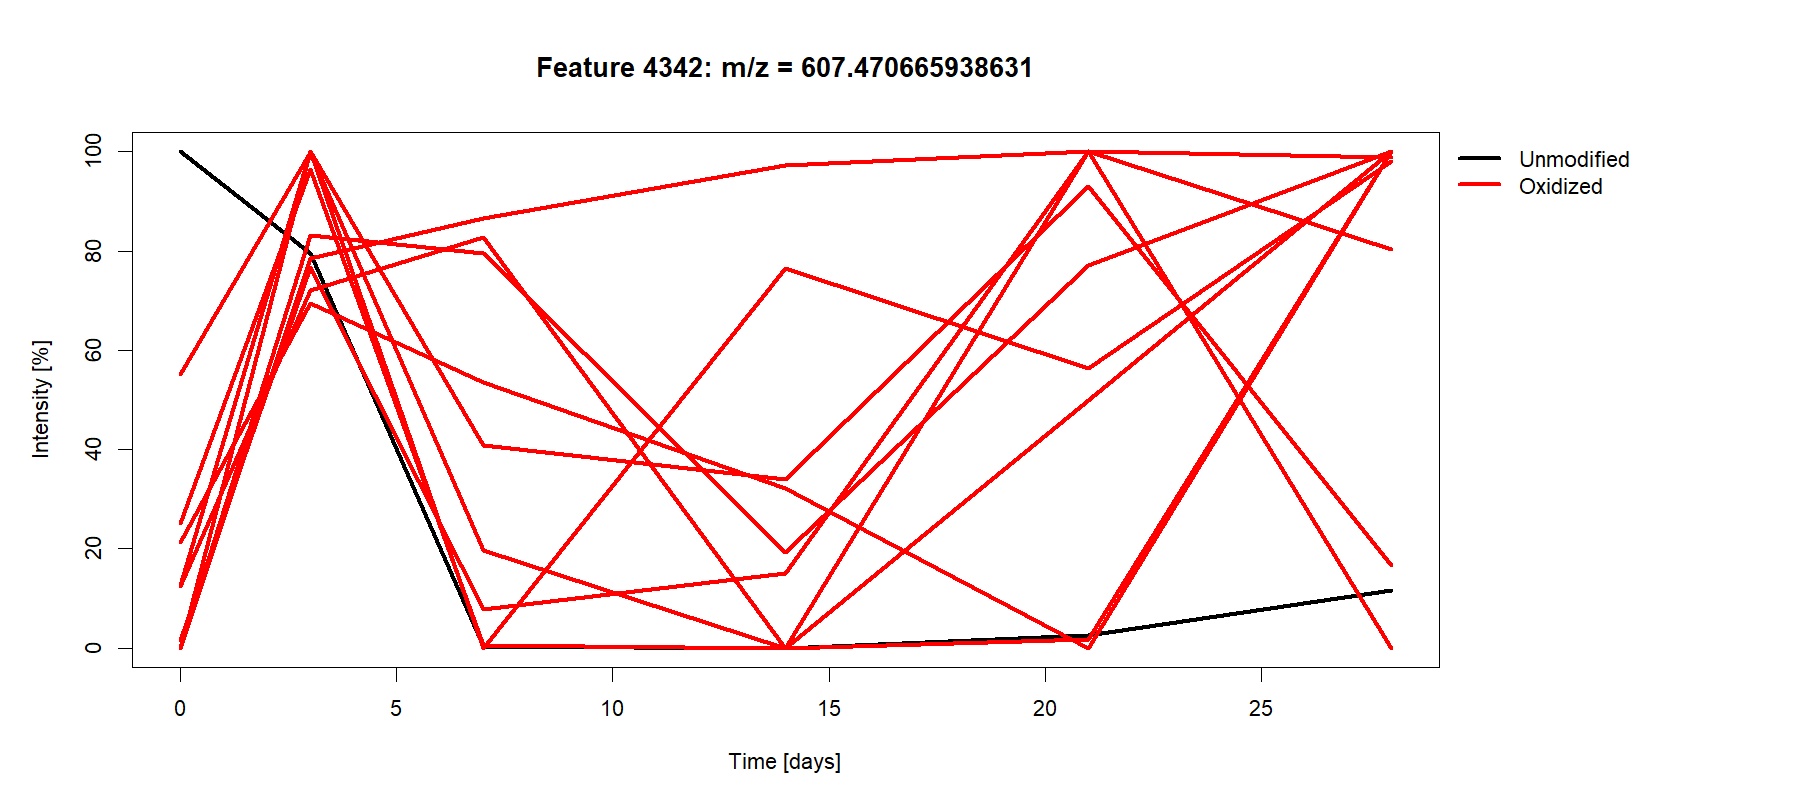 Feature 4342: m/z = 607.470665938631
Unmodified
Oxidized
Intensity [%]
100
80
60
40
20
0
0 5 10 15 20 25
Time [days]